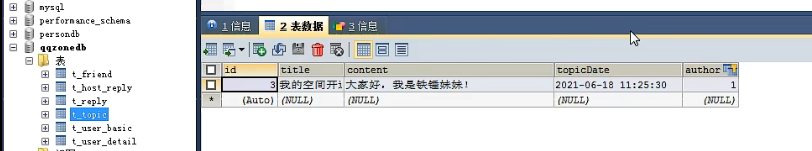 mysql
performance_schema
persondb
qqzonedb
表
t_friend
t_host_reply
t_reply
t_topic
t_user_basic
t_user_detail
1 信息 2 表数据 3 信息
id title content topicDate author
3 我的空间开 大家好，我是铁锤妹妹！ 2021-06-18 11:25:30 1
* (Auto) (NULL) (NULL) (NULL) (NULL)